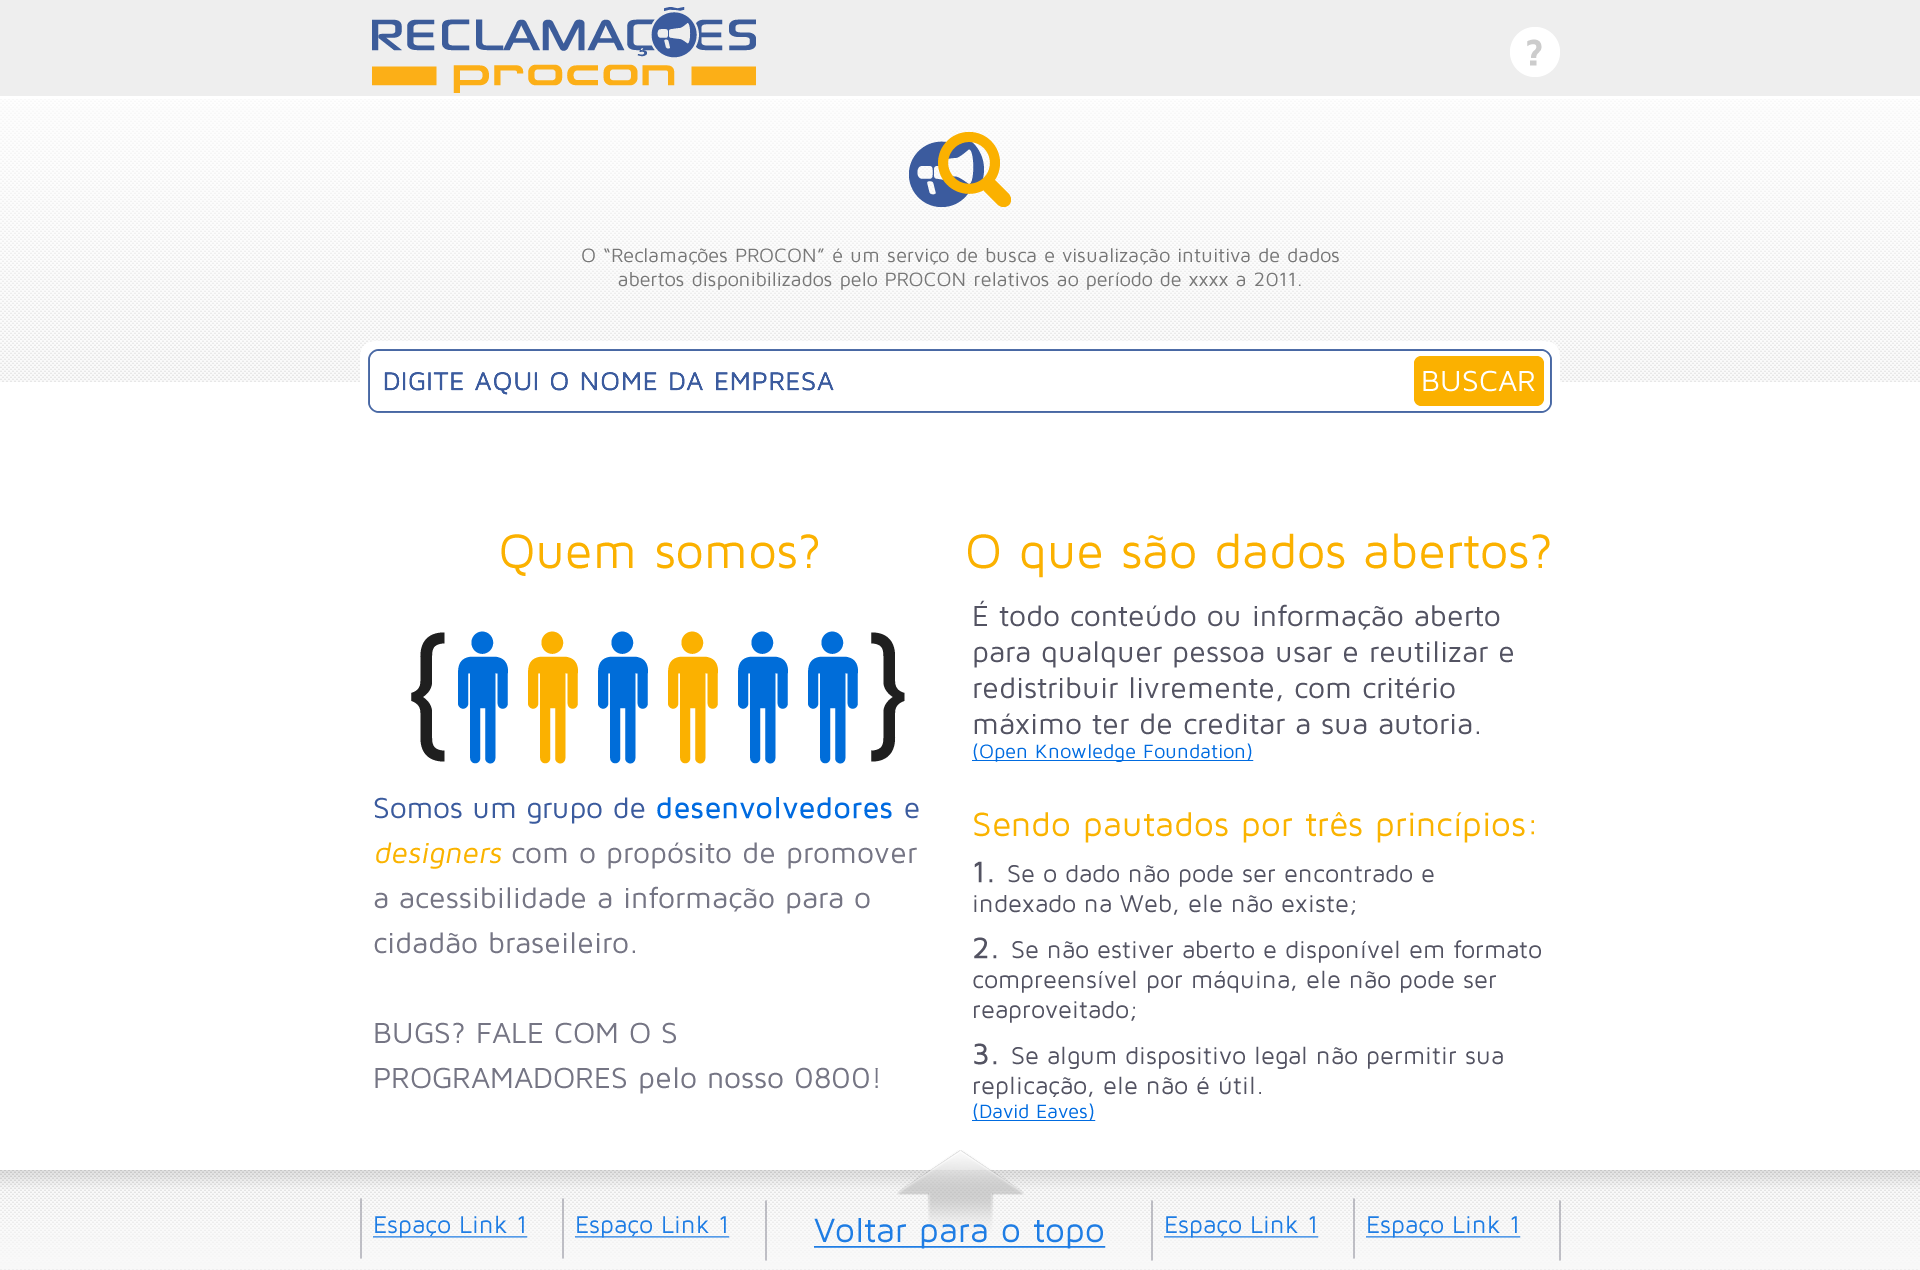 RECLAMAÇÕES
procon
?
O “Reclamações PROCON” é um serviço de busca e visualização intuitiva de dados
abertos disponibilizados pelo PROCON relativos ao período de xxxx a 2011.
DIGITE AQUI O NOME DA EMPRESA
BUSCAR
Quem somos?
Somos um grupo de desenvolvedores e
designers com o propósito de promover
a acessibilidade a informação para o
cidadão braseileiro.
BUGS? FALE COM O S
PROGRAMADORES pelo nosso 0800!
O que são dados abertos?
É todo conteúdo ou informação aberto
para qualquer pessoa usar e reutilizar e
redistribuir livremente, com critério
máximo ter de creditar a sua autoria.
(Open Knowledge Foundation)
Sendo pautados por três princípios:
1. Se o dado não pode ser encontrado e
indexado na Web, ele não existe;
2. Se não estiver aberto e disponível em formato
compreensível por máquina, ele não pode ser
reaproveitado;
3. Se algum dispositivo legal não permitir sua
replicação, ele não é útil.
(David Eaves)
Espaço Link 1
Espaço Link 1
Voltar para o topo
Espaço Link 1
Espaço Link 1